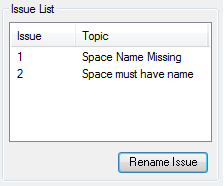 Issue List
Issue Topic
1 Space Name Missing
2 Space must have name
Rename Issue